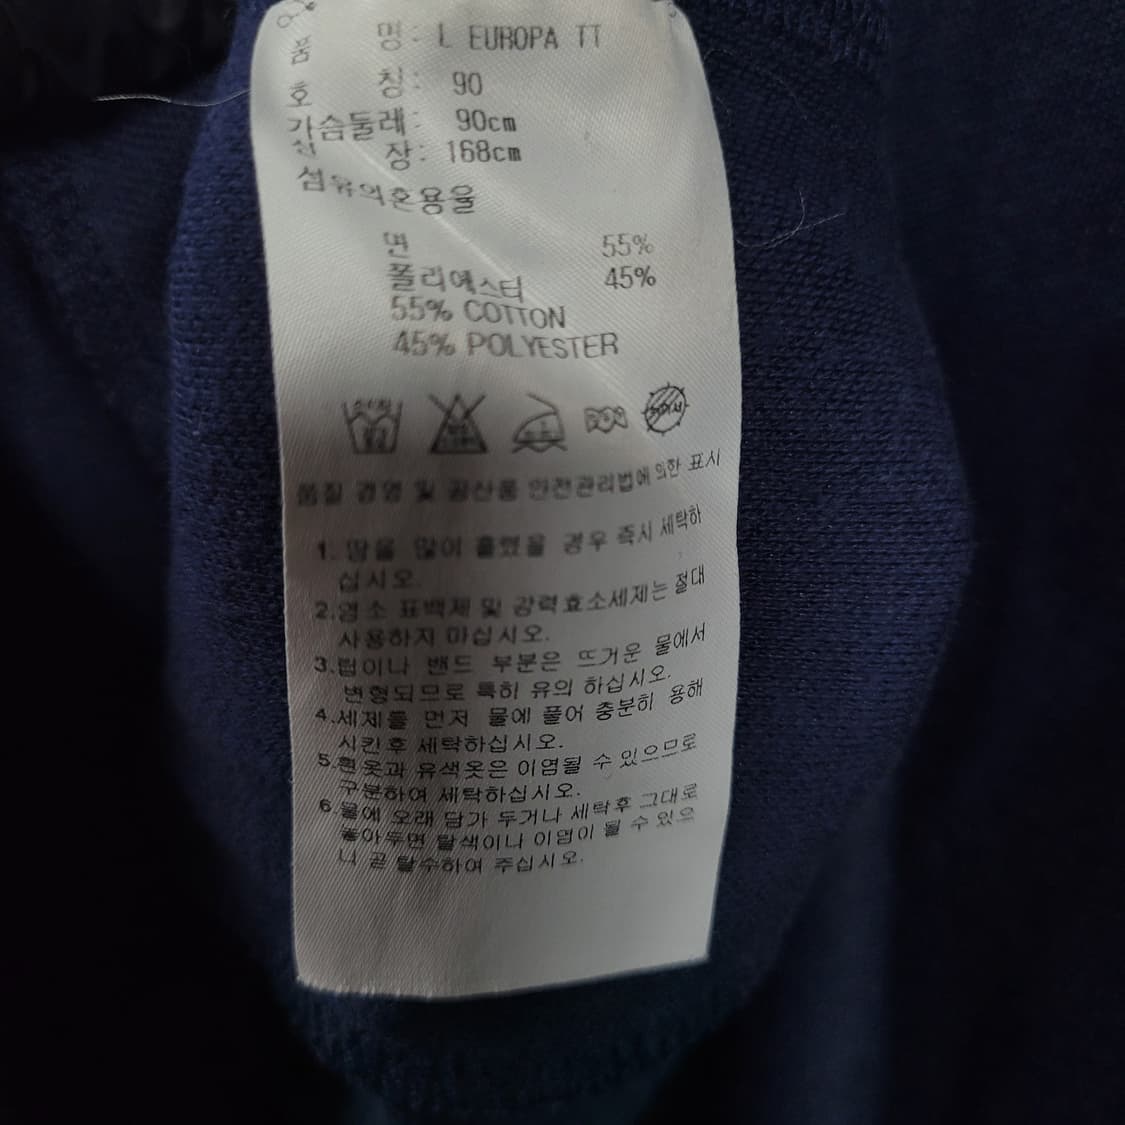 품 명: L EUROPA TT
호 칭: 90
가슴둘레: 90cm
신 장: 168cm
섬유의혼용율
면 55%
폴리에스터 45%
55% COTTON
45% POLYESTER
품질 경영 및 공산품 안전관리법에 의한 표시
1. 땀을 많이 흘렸을 경우 즉시 세탁하
십시오.
2.염소 표백제 및 강력효소세제는 절대
사용하지 마십시오.
3.텀이나 밴드 부분은 뜨거운 물에서
변형되므로 특히 유의 하십시오.
4.세제를 먼저 물에 풀어 충분히 용해
시킨후 세탁하십시오.
5.흰옷과 유색옷은 이염될 수 있으므로
구분하여 세탁하십시오.
6.물에 오래 담가 두거나 세탁후 그대로
놓아두면 탈색이나 이염이 될 수 있으
니 곧 탈수하여 주십시오.